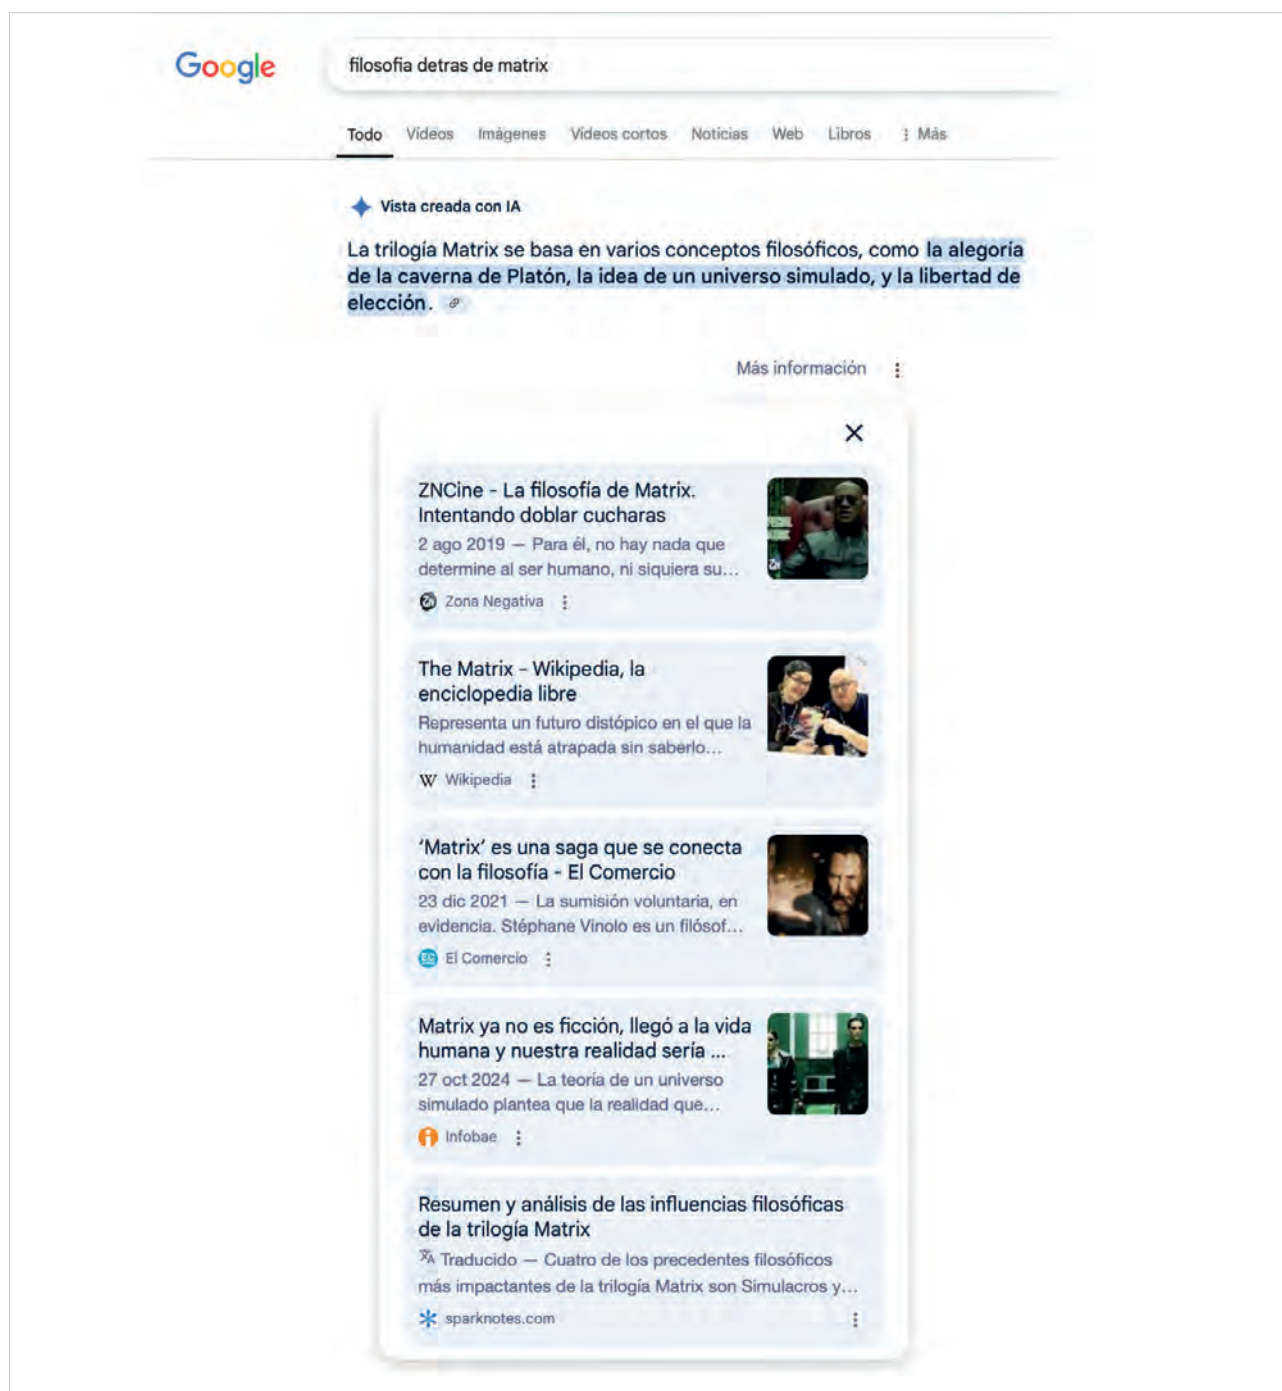 Google
filosofia detras de matrix
Todo Vídeos Imágenes Vídeos cortos Noticias Web Libros Más
Vista creada con IA
La trilogía Matrix se basa en varios conceptos filosóficos, como la alegoría
de la caverna de Platón, la idea de un universo simulado, y la libertad de
elección.
Más información
ZNCine - La filosofía de Matrix.
Intentando doblar cucharas
2 ago 2019 — Para él, no hay nada que
determine al ser humano, ni siquiera su...
Zona Negativa
The Matrix - Wikipedia, la
enciclopedia libre
Representa un futuro distópico en el que la
humanidad está atrapada sin saberlo...
W Wikipedia
‘Matrix’ es una saga que se conecta
con la filosofía - El Comercio
23 dic 2021 — La sumisión voluntaria, en
evidencia. Stéphane Vinolo es un filósof...
EC El Comercio
Matrix ya no es ficción, llegó a la vida
humana y nuestra realidad sería ...
27 oct 2024 — La teoría de un universo
simulado plantea que la realidad que...
Infobae
Resumen y análisis de las influencias filosóficas
de la trilogía Matrix
Traducido — Cuatro de los precedentes filosóficos
más impactantes de la trilogía Matrix son Simulacros y...
sparknotes.com